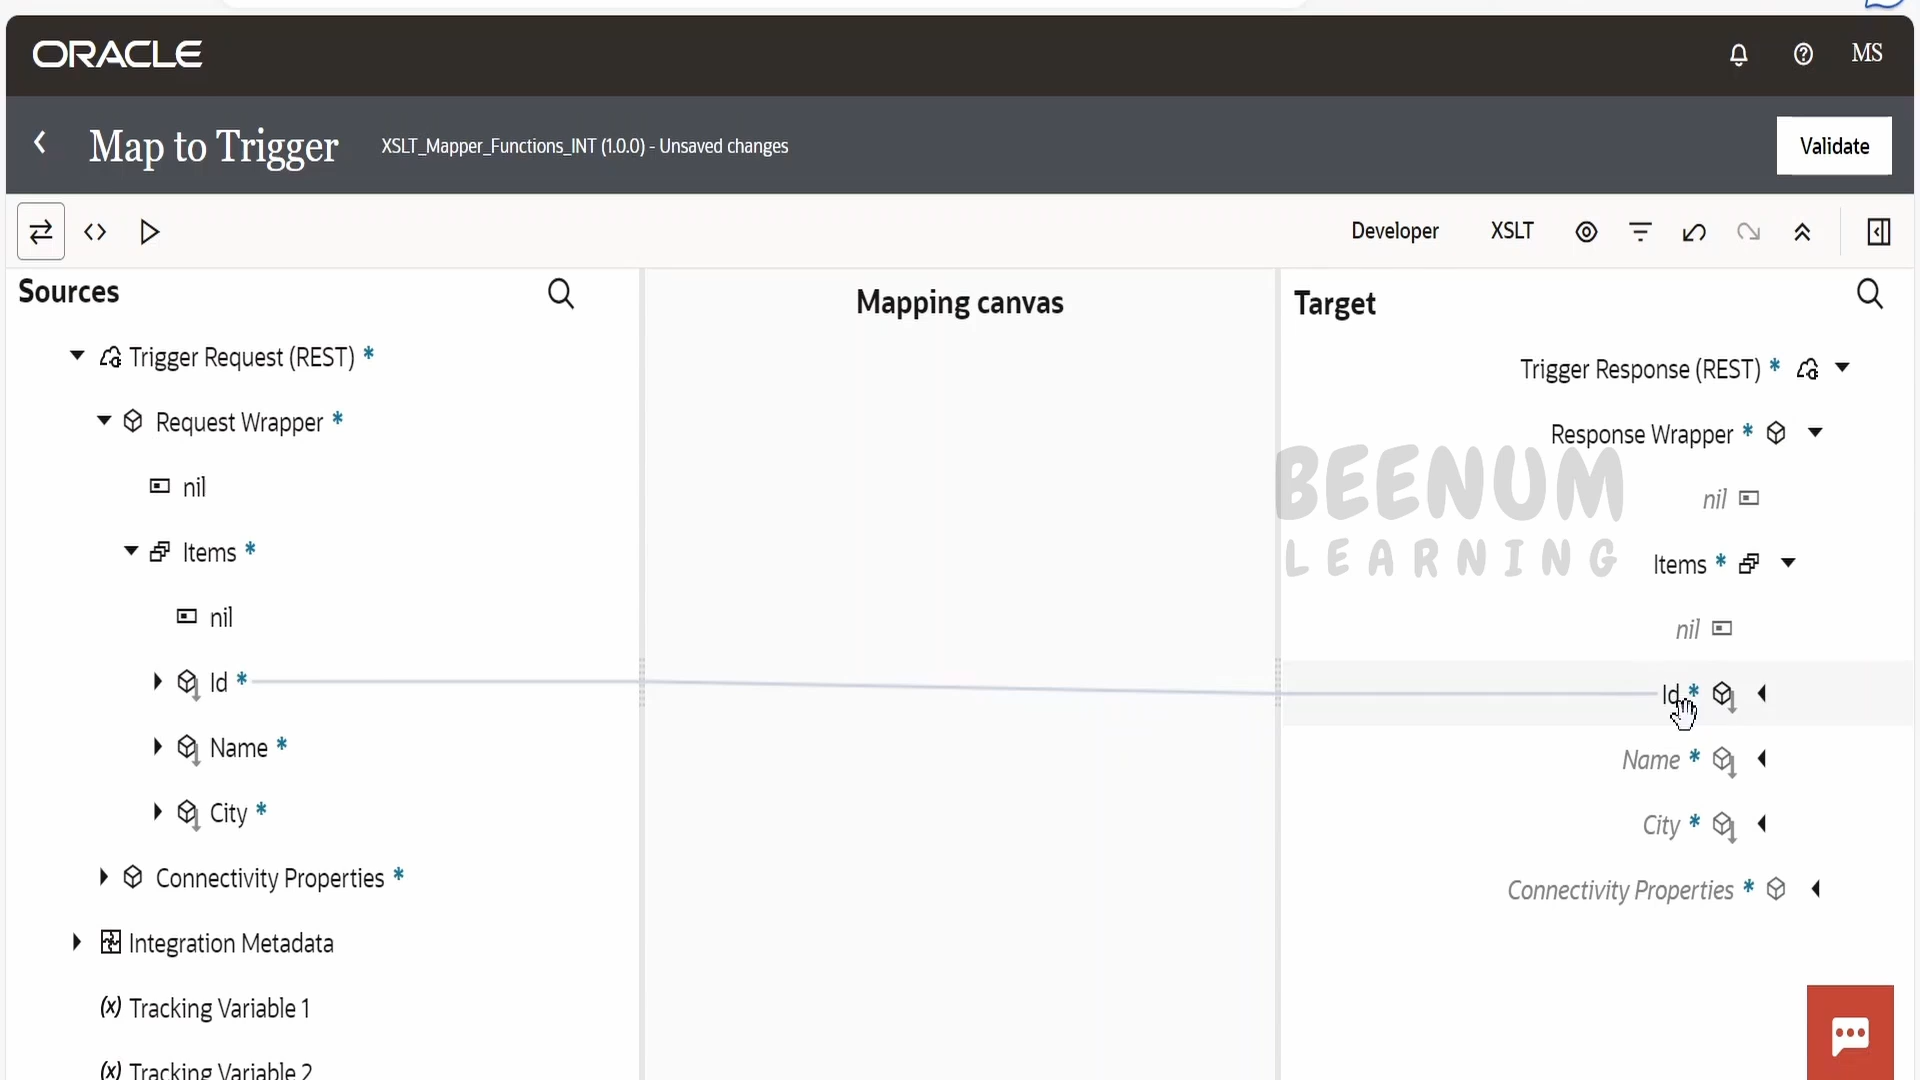 ORACLE
MS
Map to Trigger
XSLT_Mapper_Functions_INT (1.0.0) - Unsaved changes
Validate
Developer
XSLT
Sources
Trigger Request (REST) *
Request Wrapper *
nil
Items *
nil
Id *
Name *
City *
Connectivity Properties *
Integration Metadata
(x) Tracking Variable 1
(x) Tracking Variable 2
Mapping canvas
Target
Trigger Response (REST) *
Response Wrapper *
nil
Items *
nil
Id *
Name *
City *
Connectivity Properties *
BEENUM
LEARNING